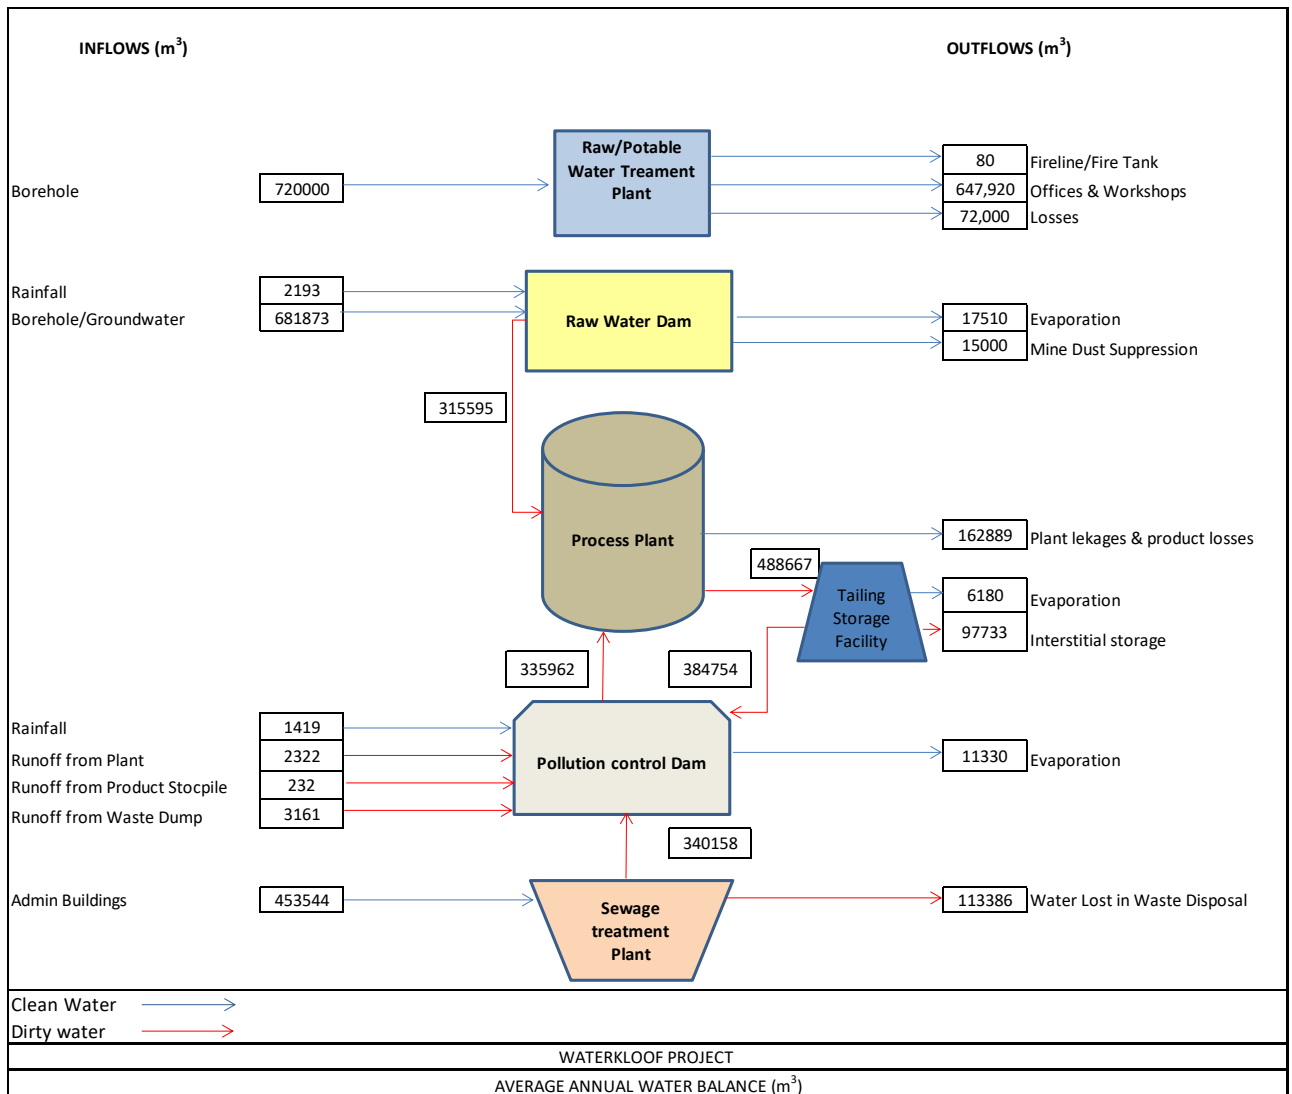 INFLOWS (m³)
OUTFLOWS (m³)
Raw/Potable
Water Treament
Plant
Borehole
720000
80
Fireline/Fire Tank
647,920
Offices & Workshops
72,000
Losses
Rainfall
2193
Borehole/Groundwater
681873
Raw Water Dam
17510
Evaporation
15000
Mine Dust Suppression
315595
Process Plant
162889
Plant lekages & product losses
488667
Tailing
Storage
Facility
6180
Evaporation
97733
Interstitial storage
335962
384754
Rainfall
1419
Runoff from Plant
2322
Runoff from Product Stocpile
232
Runoff from Waste Dump
3161
Pollution control Dam
11330
Evaporation
340158
Admin Buildings
453544
Sewage
treatment
Plant
113386
Water Lost in Waste Disposal
Clean Water
Dirty water
WATERKLOOF PROJECT
AVERAGE ANNUAL WATER BALANCE (m³)